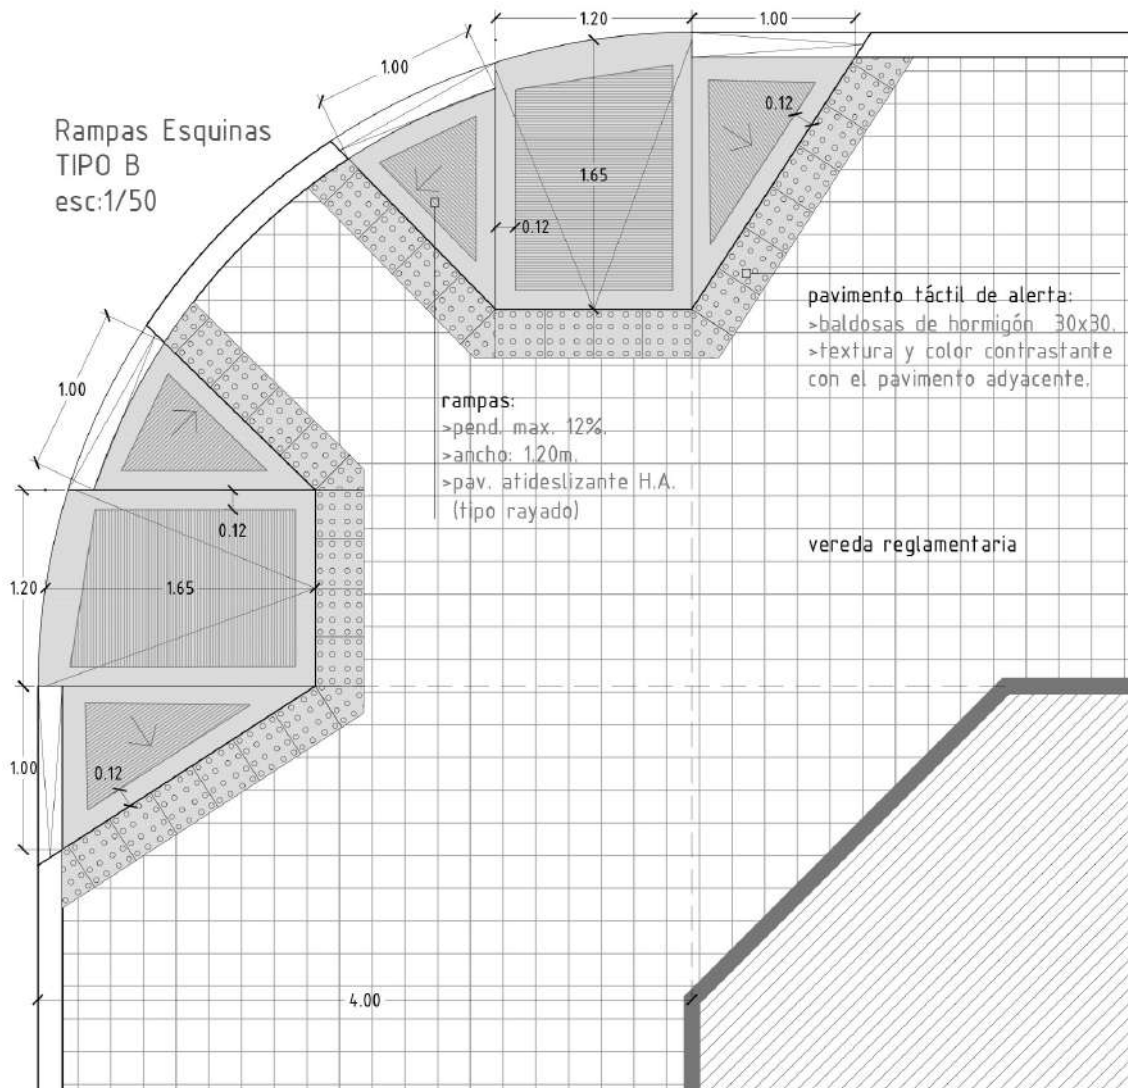 1.20
1.00
1.00
Rampas Esquinas
TIPO B
esc:1/50
0.12
1.65
0.12
pavimento táctil de alerta:
>baldosas de hormigón 30x30.
>textura y color contrastante
con el pavimento adyacente.
1.00
rampas:
>pend. max. 12%.
>ancho: 1.20m.
>pav. atideslizante H.A.
(tipo rayado)
0.12
vereda reglamentaria
1.20
1.65
1.00
0.12
4.00